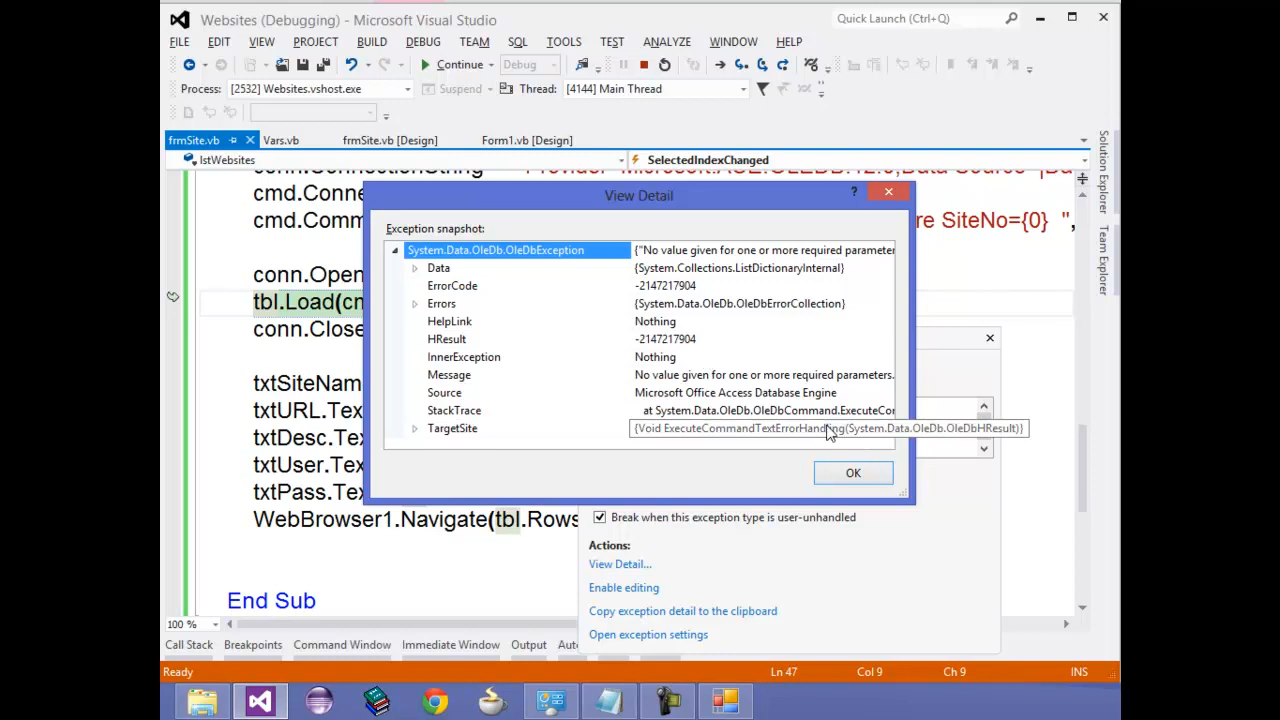 Websites (Debugging) - Microsoft Visual Studio
Quick Launch (Ctrl+Q)
FILE EDIT VIEW PROJECT BUILD DEBUG TEAM SQL TOOLS TEST ANALYZE WINDOW HELP
Continue Debug
Process: [2532] Websites.vshost.exe Suspend Thread: [4144] Main Thread
frmSite.vb Vars.vb frmSite.vb [Design] Form1.vb [Design]
lstWebsites SelectedIndexChanged
cmd.Conne
cmd.Comm re SiteNo={0} ",
conn.Open
tbl.Load(cm
conn.Close
txtSiteNam
txtURL.Tex
txtDesc.Te
txtUser.Te
txtPass.Tex
WebBrowser1.Navigate(tbl.Rows
End Sub
View Detail
?
Exception snapshot:
System.Data.OleDb.OleDbException {"No value given for one or more required parameter
Data {System.Collections.ListDictionaryInternal}
ErrorCode -2147217904
Errors {System.Data.OleDb.OleDbErrorCollection}
HelpLink Nothing
HResult -2147217904
InnerException Nothing
Message No value given for one or more required parameters.
Source Microsoft Office Access Database Engine
StackTrace at System.Data.OleDb.OleDbCommand.ExecuteCor
TargetSite {Void ExecuteCommandTextErrorHandling(System.Data.OleDb.OleDbHResult)}
OK
Break when this exception type is user-unhandled
Actions:
View Detail...
Enable editing
Copy exception detail to the clipboard
Open exception settings
Solution Explorer
Team Explorer
100 %
Call Stack Breakpoints Command Window Immediate Window Output Aut
Ready Ln 47 Col 9 Ch 9 INS